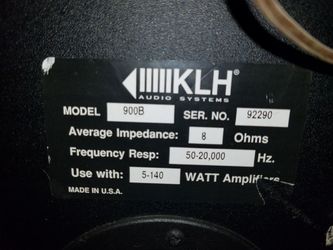 KLH®
AUDIO SYSTEMS
MODEL 900B SER. NO. 92290
Average Impedance: 8 Ohms
Frequency Resp: 50-20,000 Hz.
Use with: 5-140 WATT Amplifiers
MADE IN U.S.A.